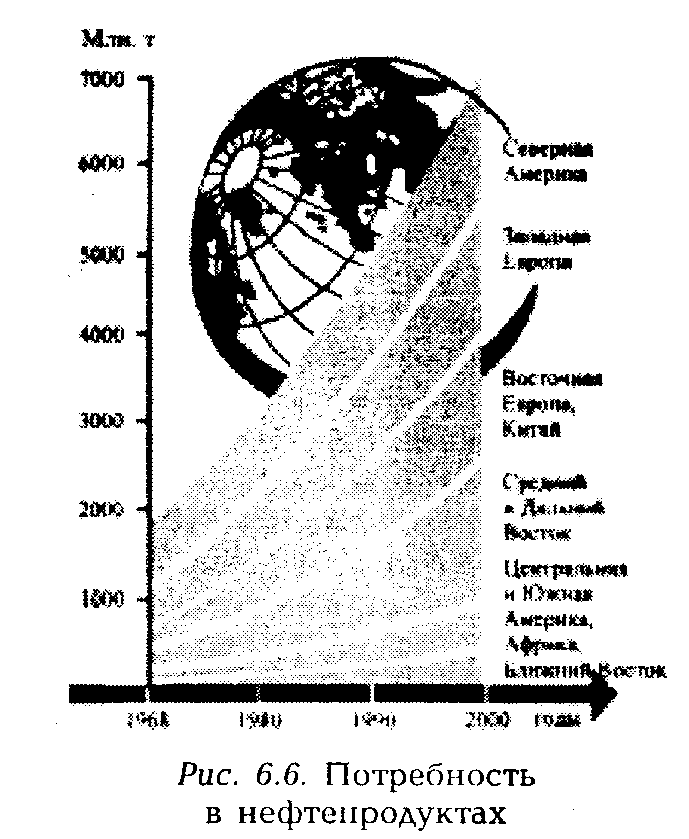 Млн. т
7000
6000
5000
4000
3000
2000
1000
Северная
Америка
Западная
Европа
Восточная
Европа,
Китай
Средний
и Дальний
Восток
Центральная
и Южная
Америка,
Африка,
Ближний Восток
1968 1980 1990 2000 годы
Рис. 6.6. Потребность
в нефтепродуктах